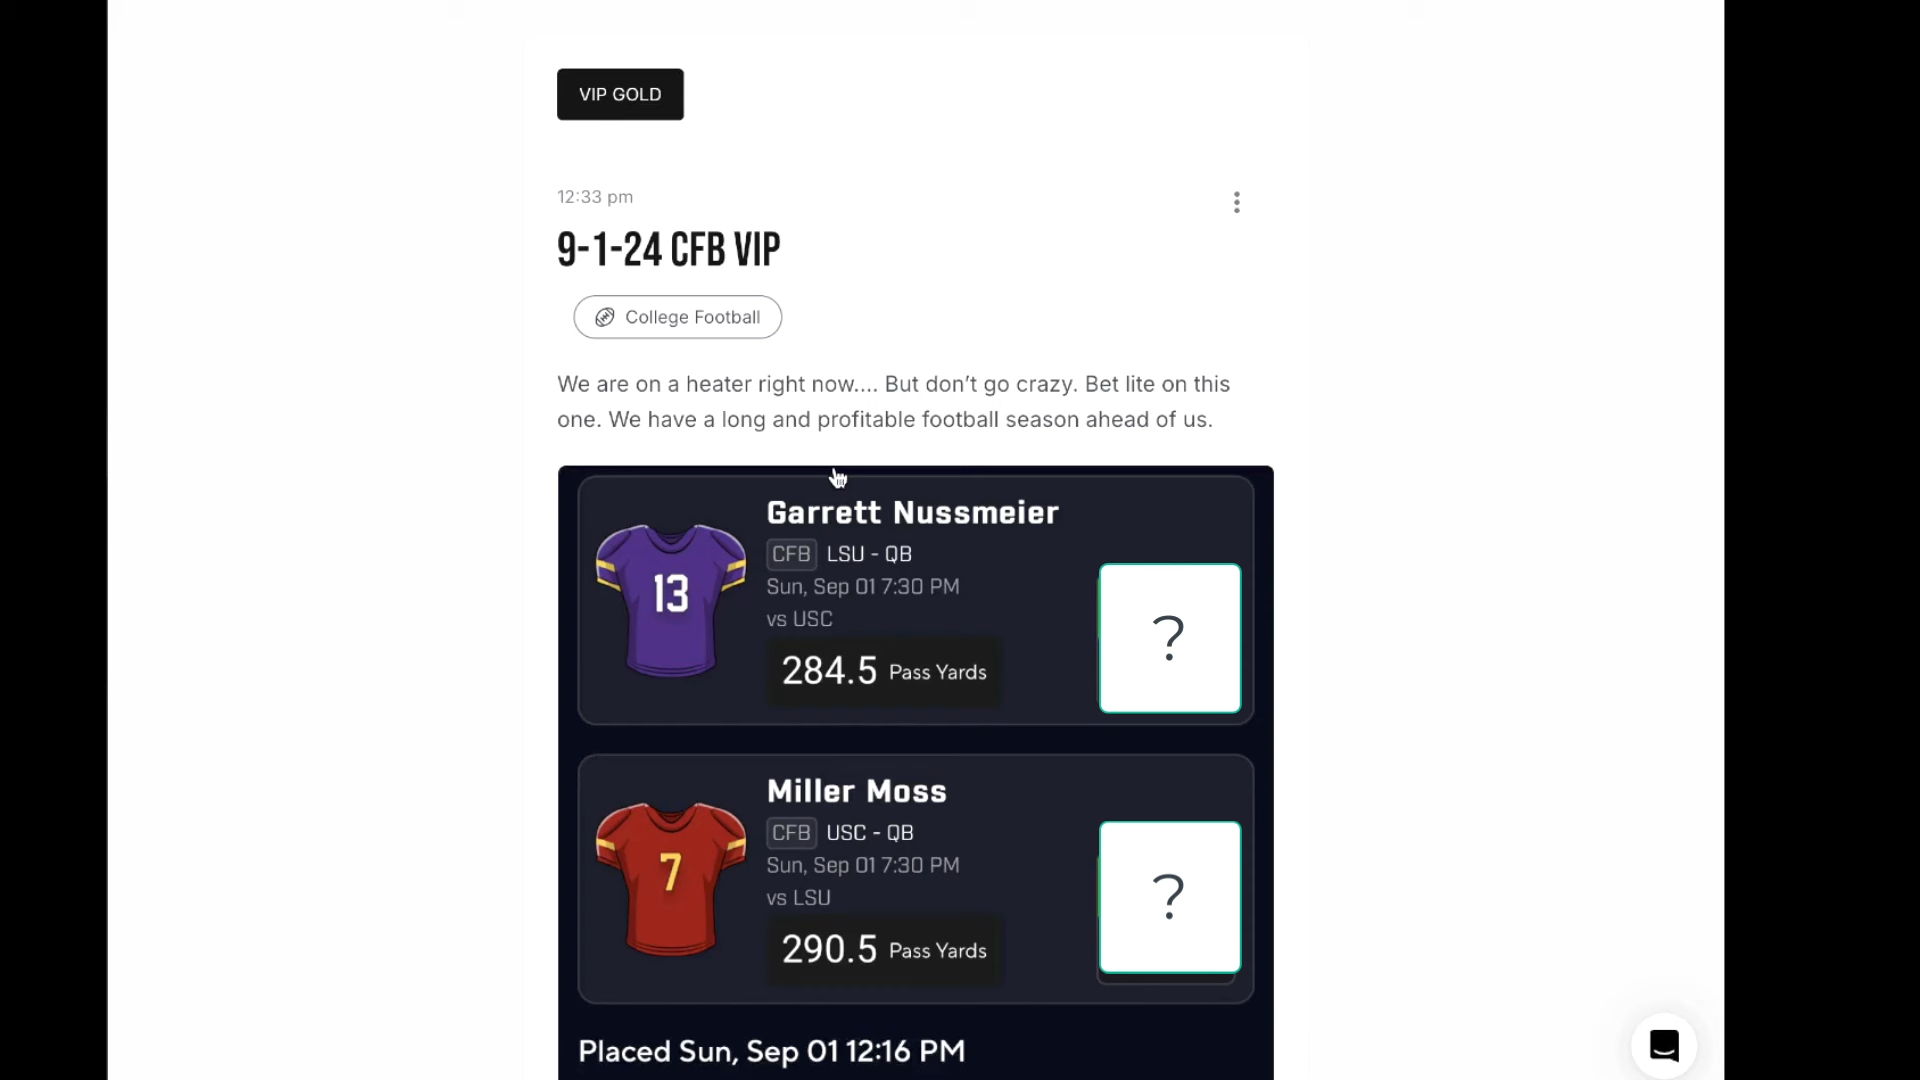 VIP GOLD
12:33 pm
9-1-24 CFB VIP
College Football
We are on a heater right now.... But don’t go crazy. Bet lite on this
one. We have a long and profitable football season ahead of us.
Garrett Nussmeier
CFB LSU - QB
Sun, Sep 01 7:30 PM
vs USC
13
284.5 Pass Yards
?
Miller Moss
CFB USC - QB
Sun, Sep 01 7:30 PM
vs LSU
7
290.5 Pass Yards
?
Placed Sun, Sep 01 12:16 PM